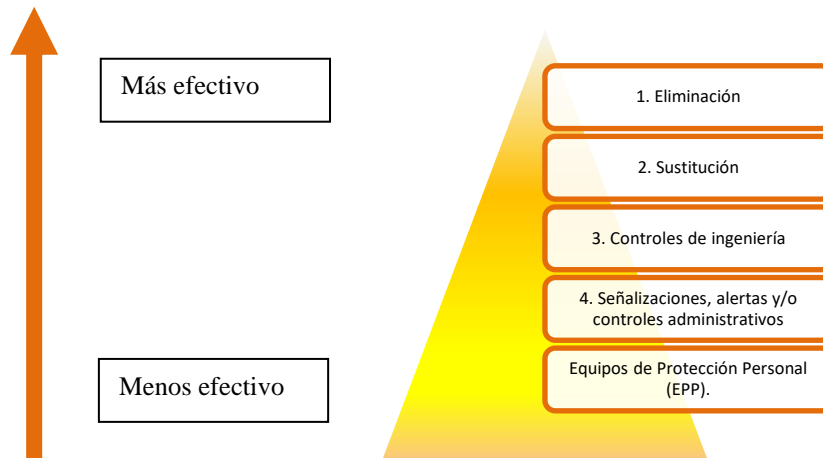 Más efectivo
1. Eliminación
2. Sustitución
3. Controles de ingeniería
4. Señalizaciones, alertas y/o
controles administrativos
Menos efectivo
Equipos de Protección Personal
(EPP).